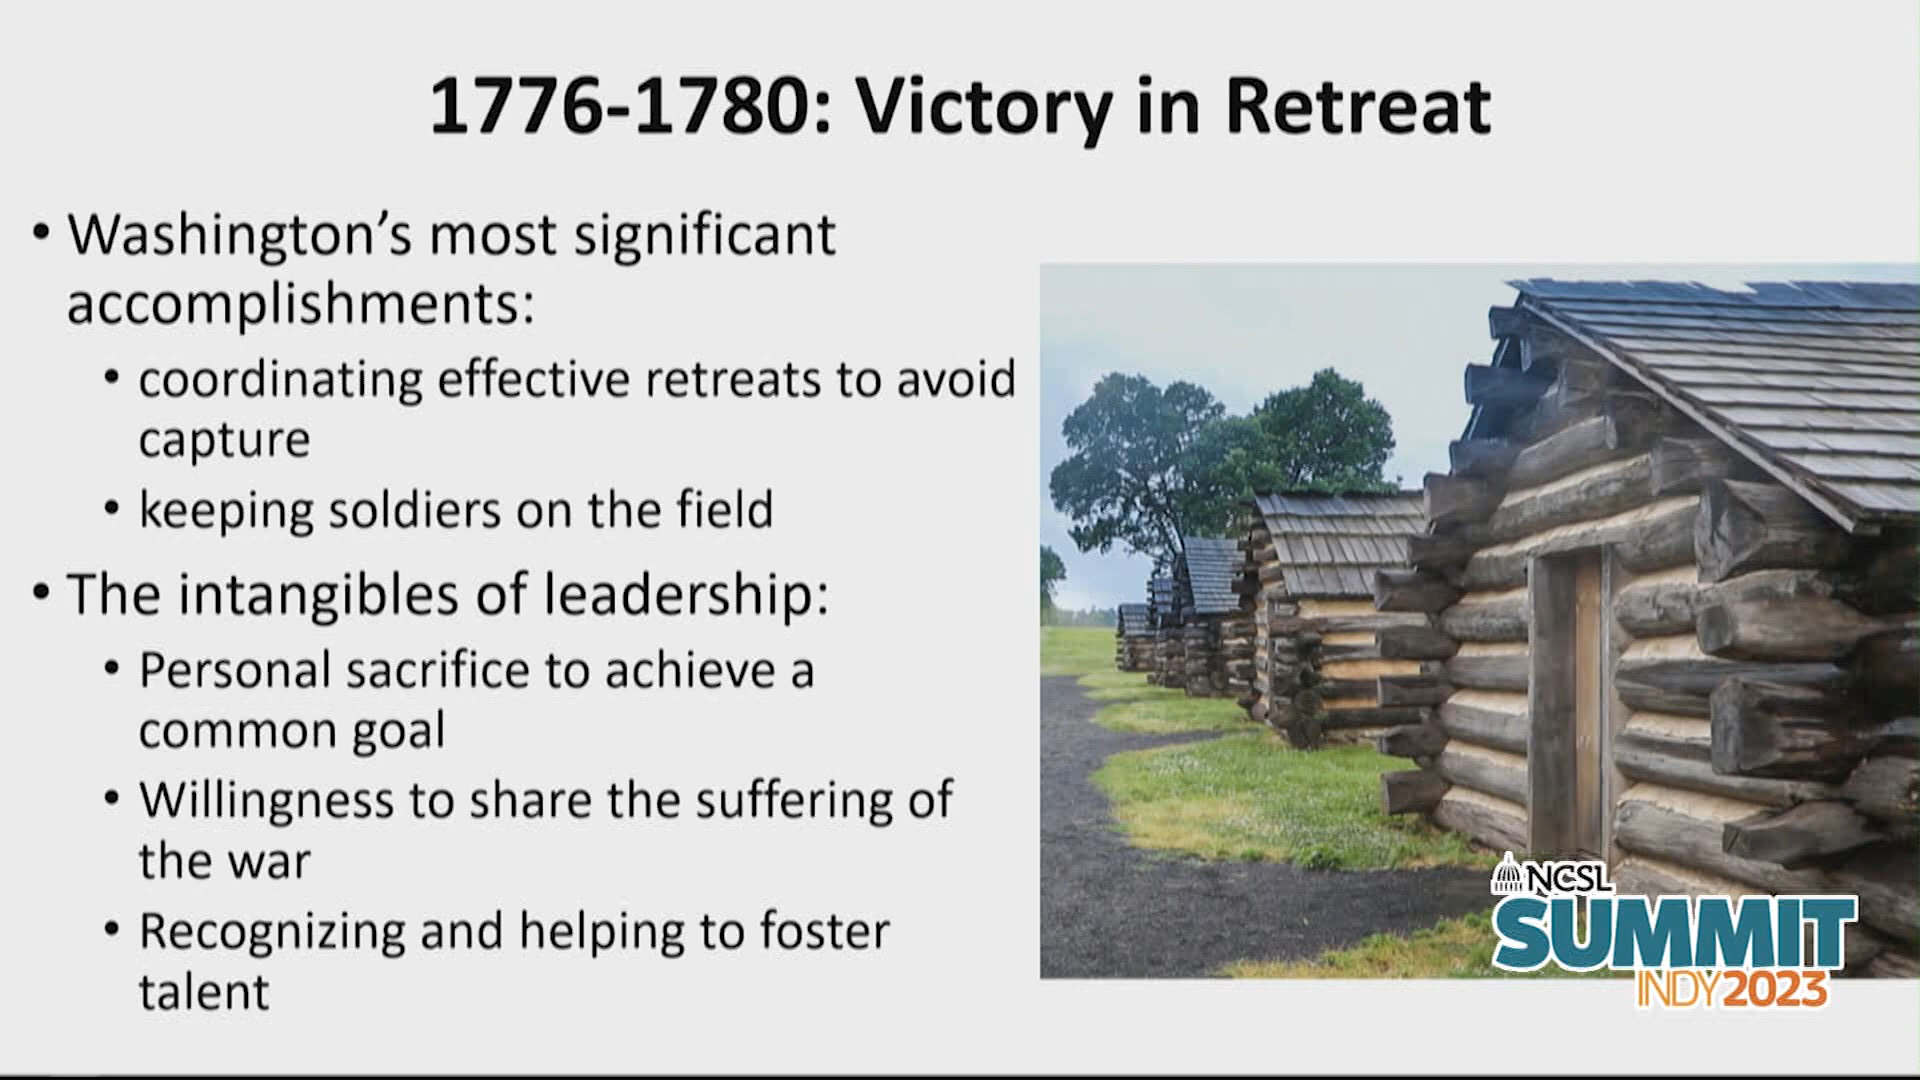 1776-1780: Victory in Retreat
• Washington’s most significant
accomplishments:
• coordinating effective retreats to avoid
capture
• keeping soldiers on the field
• The intangibles of leadership:
• Personal sacrifice to achieve a
common goal
• Willingness to share the suffering of
the war
• Recognizing and helping to foster
talent
NCSL
SUMMIT
INDY2023